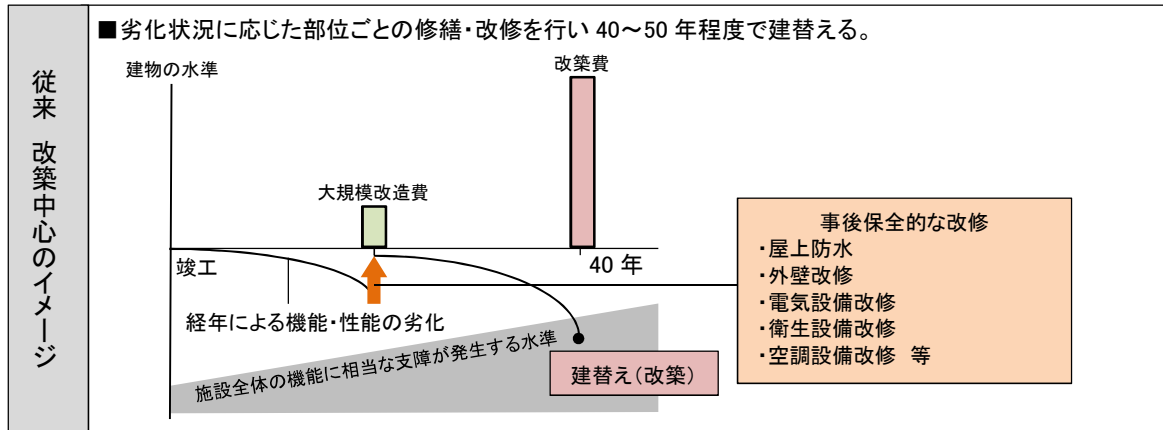 従来 改築中心のイメージ
■劣化状況に応じた部位ごとの修繕・改修を行い 40～50 年程度で建替える。
建物の水準
改築費
大規模改造費
竣工
40 年
経年による機能・性能の劣化
施設全体の機能に相当な支障が発生する水準
建替え(改築)
事後保全的な改修
・屋上防水
・外壁改修
・電気設備改修
・衛生設備改修
・空調設備改修 等